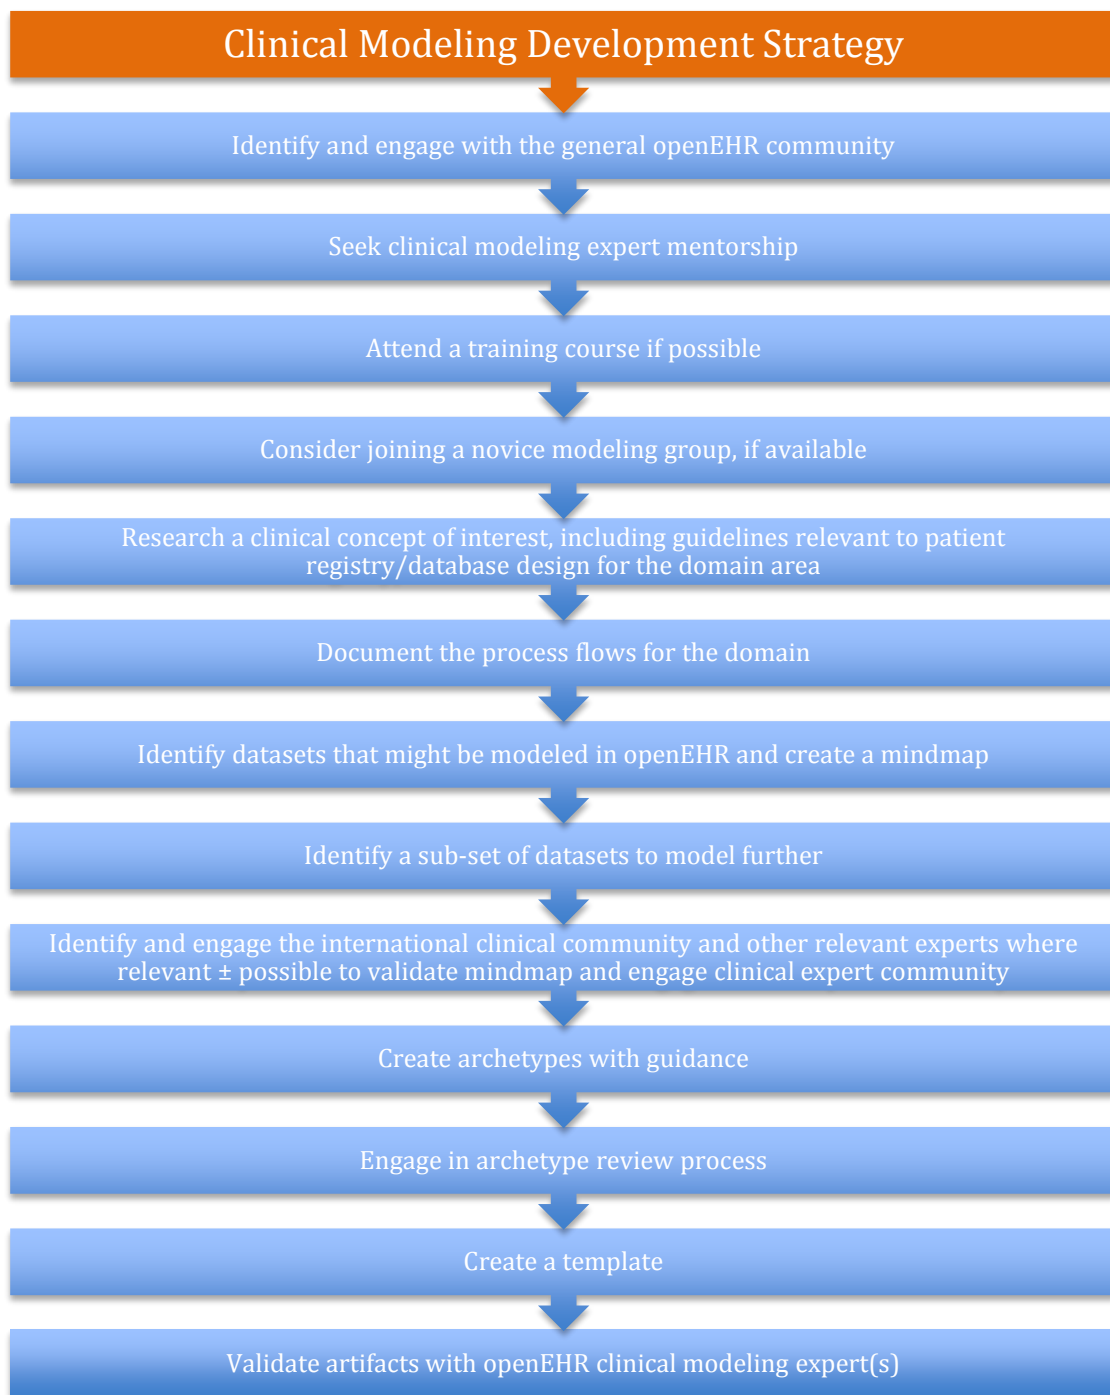 Clinical Modeling Development Strategy
Identify and engage with the general openEHR community
Seek clinical modeling expert mentorship
Attend a training course if possible
Consider joining a novice modeling group, if available
Research a clinical concept of interest, including guidelines relevant to patient
registry/database design for the domain area
Document the process flows for the domain
Identify datasets that might be modeled in openEHR and create a mindmap
Identify a sub-set of datasets to model further
Identify and engage the international clinical community and other relevant experts where
relevant ± possible to validate mindmap and engage clinical expert community
Create archetypes with guidance
Engage in archetype review process
Create a template
Validate artifacts with openEHR clinical modeling expert(s)